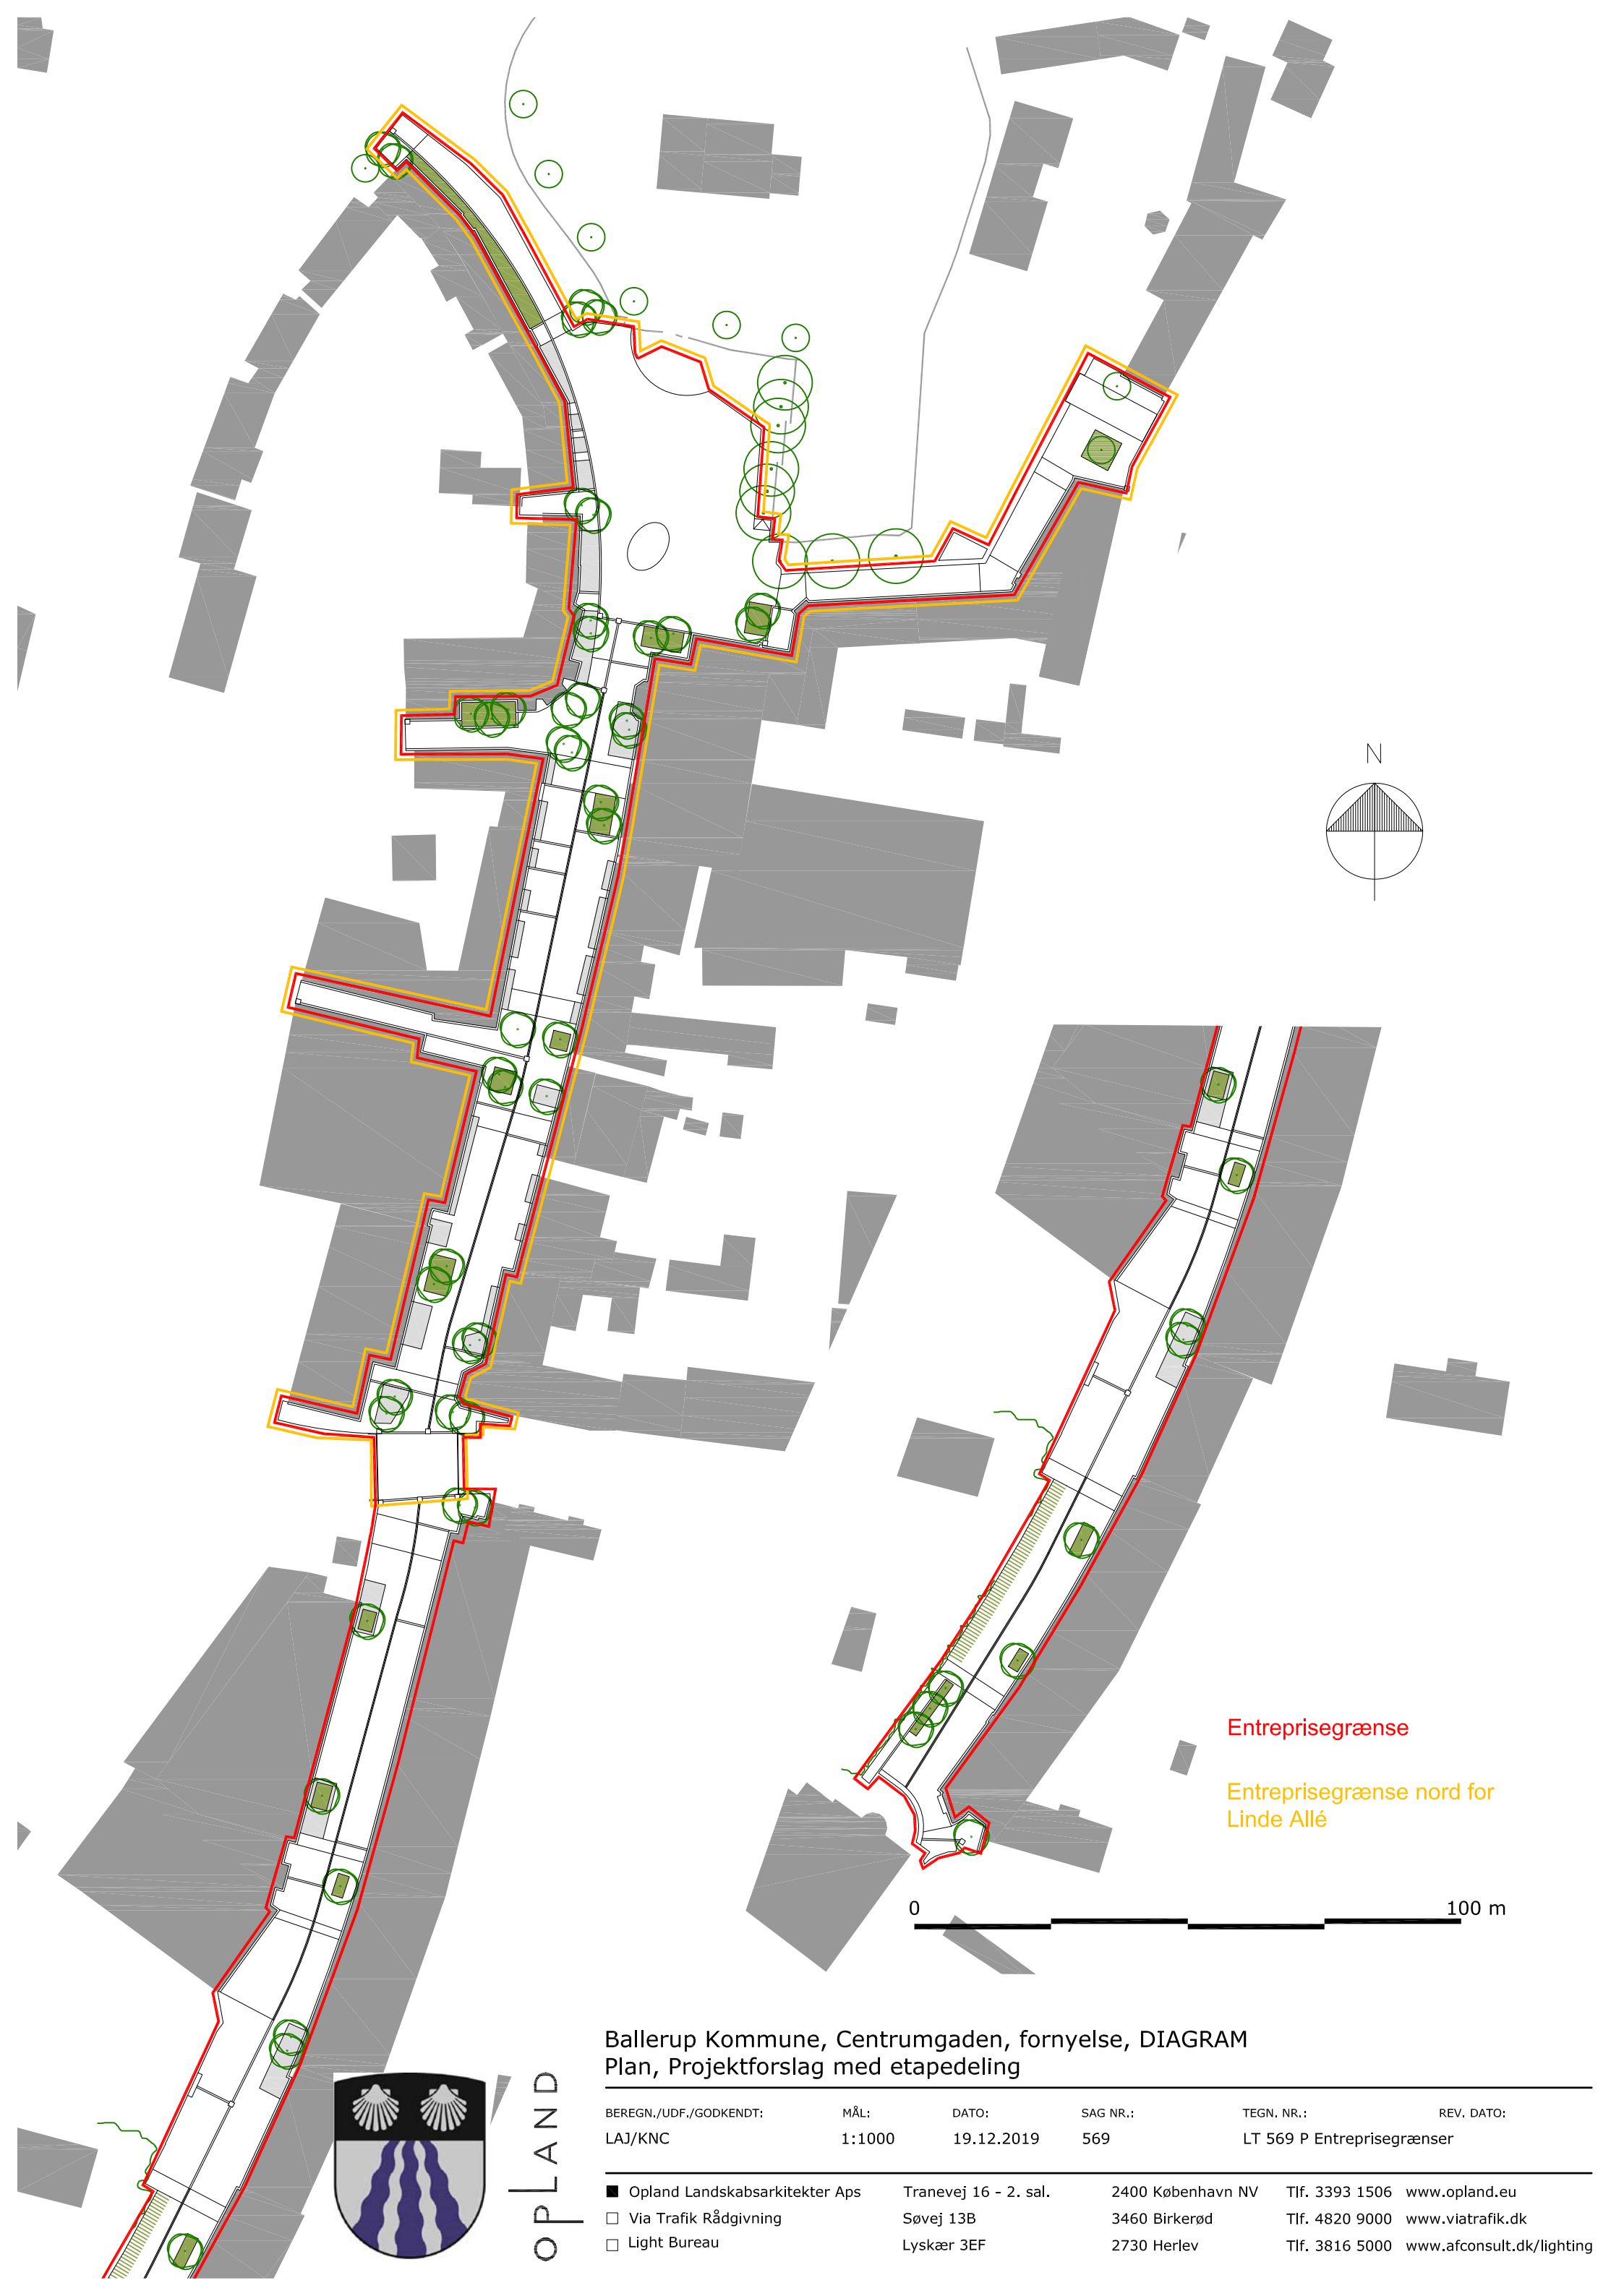 N
Entreprisegrænse
Entreprisegrænse nord for
Linde Allé
0 100 m
OPLAND
Ballerup Kommune, Centrumgaden, fornyelse, DIAGRAM
Plan, Projektforslag med etapedeling
BEREGN./UDF./GODKENDT: MÅL: DATO: SAG NR.: TEGN. NR.: REV. DATO:
LAJ/KNC 1:1000 19.12.2019 569 LT 569 P Entreprisegrænser
Opland Landskabsarkitekter Aps Tranevej 16 - 2. sal. 2400 København NV Tlf. 3393 1506 www.opland.eu
Via Trafik Rådgivning Søvej 13B 3460 Birkerød Tlf. 4820 9000 www.viatrafik.dk
Light Bureau Lyskær 3EF 2730 Herlev Tlf. 3816 5000 www.afconsult.dk/lighting